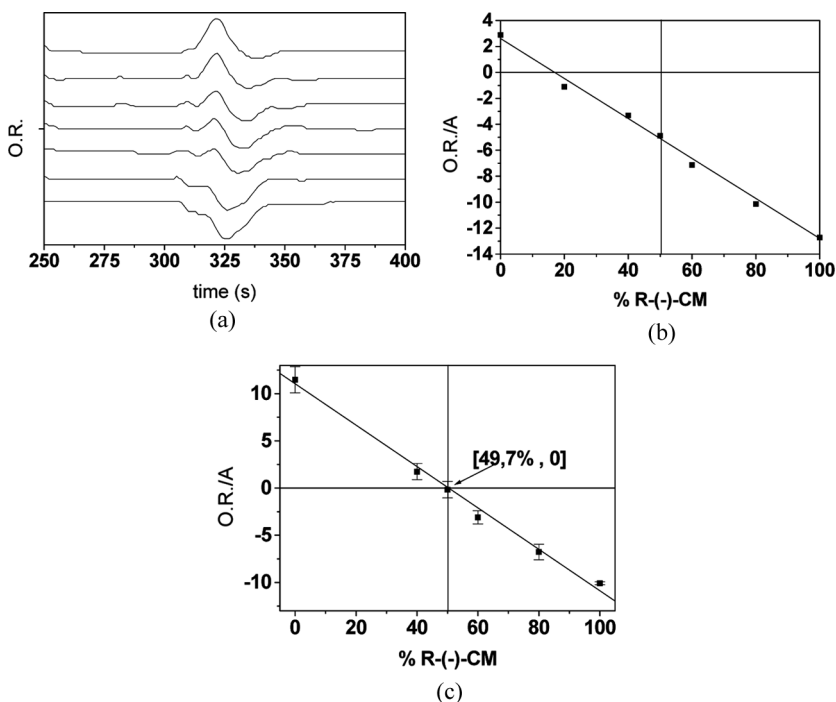 O.R.
250 275 300 325 350 375 400
time (s)
(a)
4
2
0
-2
-4
-6
-8
-10
-12
-14
O.R./A
0 20 40 60 80 100
% R-(-)-CM
(b)
10
5
0
-5
-10
O.R./A
[49,7% , 0]
0 20 40 60 80 100
% R-(-)-CM
(c)